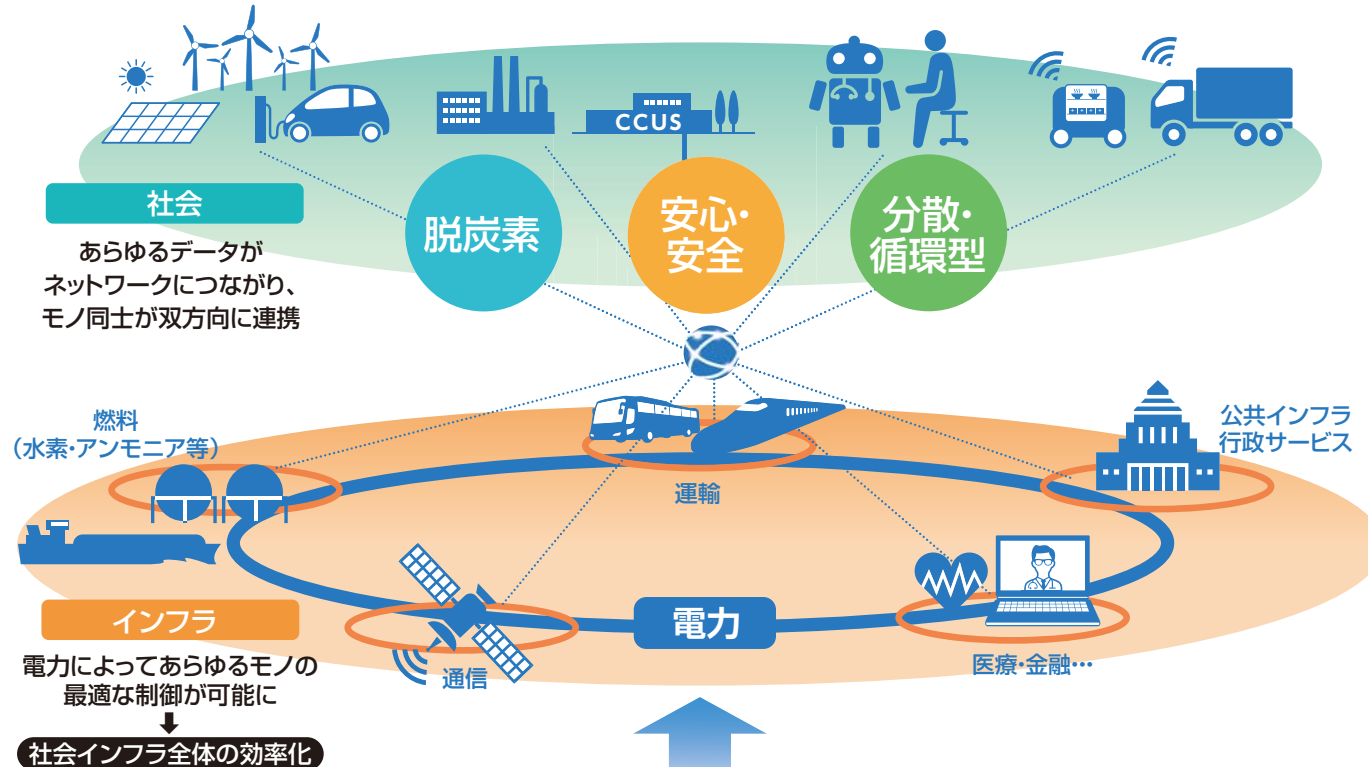 CCUS
脱炭素
安心・
安全
分散・
循環型
社会
あらゆるデータが
ネットワークにつながり、
モノ同士が双方向に連携
燃料
（水素・アンモニア等）
運輸
公共インフラ
行政サービス
電力
通信
医療・金融…
インフラ
電力によってあらゆるモノの
最適な制御が可能に
社会インフラ全体の効率化